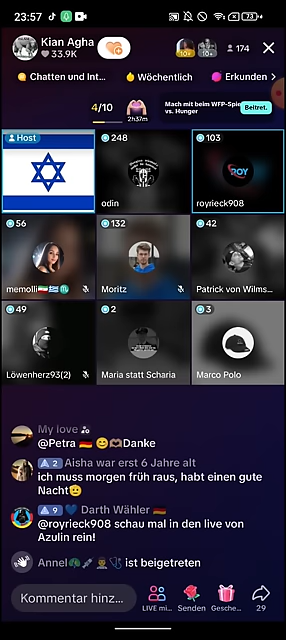 23:57
73
Kian Agha
33.9K
10+
10+
174
Chatten und Int...
Wöchentlich
Erkunden
4/10
2h37m
Mach mit beim WFP-Spie
vs. Hunger
Beitret.
Host
248
103
odin
ROY
royrieck908
56
132
42
memolli
Moritz
Patrick von Wilms...
49
2
3
Löwenherz93(2)
Maria statt Scharia
Marco Polo
My love
@Petra 🇩🇪 😊🫶🏽Danke
2 Aisha war erst 6 Jahre alt
ich muss morgen früh raus, habt einen gute
Nacht🫡
9 💙 Darth Wähler 🇩🇪
@royrieck908 schau mal in den live von
Azulin rein!
Annel ist beigetreten
Kommentar hinz...
LIVE mi...
Senden
Gesche...
29